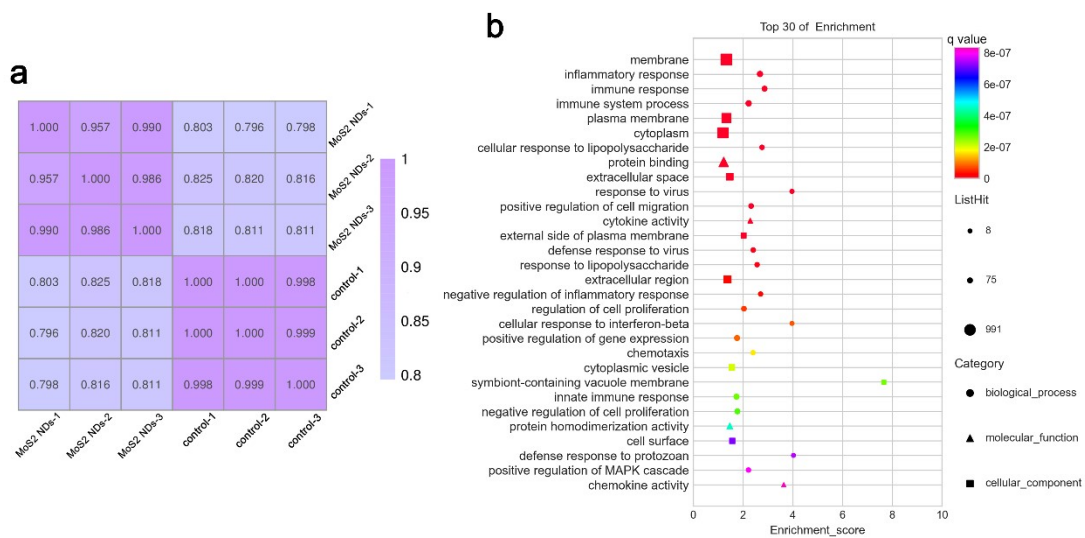 a
1.000 0.957 0.990 0.803 0.796 0.798 MoS2 NDs-1
0.957 1.000 0.986 0.825 0.820 0.816 MoS2 NDs-2
0.990 0.986 1.000 0.818 0.811 0.811 MoS2 NDs-3
0.803 0.825 0.818 1.000 1.000 0.998 control-1
0.796 0.820 0.811 1.000 1.000 0.999 control-2
0.798 0.816 0.811 0.998 0.999 1.000 control-3
MoS2 NDs-1 MoS2 NDs-2 MoS2 NDs-3 control-1 control-2 control-3
1
0.95
0.9
0.85
0.8
b
Top 30 of Enrichment
membrane
inflammatory response
immune response
immune system process
plasma membrane
cytoplasm
cellular response to lipopolysaccharide
protein binding
extracellular space
response to virus
positive regulation of cell migration
cytokine activity
external side of plasma membrane
defense response to virus
response to lipopolysaccharide
extracellular region
negative regulation of inflammatory response
regulation of cell proliferation
cellular response to interferon-beta
positive regulation of gene expression
chemotaxis
cytoplasmic vesicle
symbiont-containing vacuole membrane
innate immune response
negative regulation of cell proliferation
protein homodimerization activity
cell surface
defense response to protozoan
positive regulation of MAPK cascade
chemokine activity
0 2 4 6 8 10
Enrichment_score
q value
8e-07
6e-07
4e-07
2e-07
0
ListHit
8
75
991
Category
biological_process
molecular_function
cellular_component